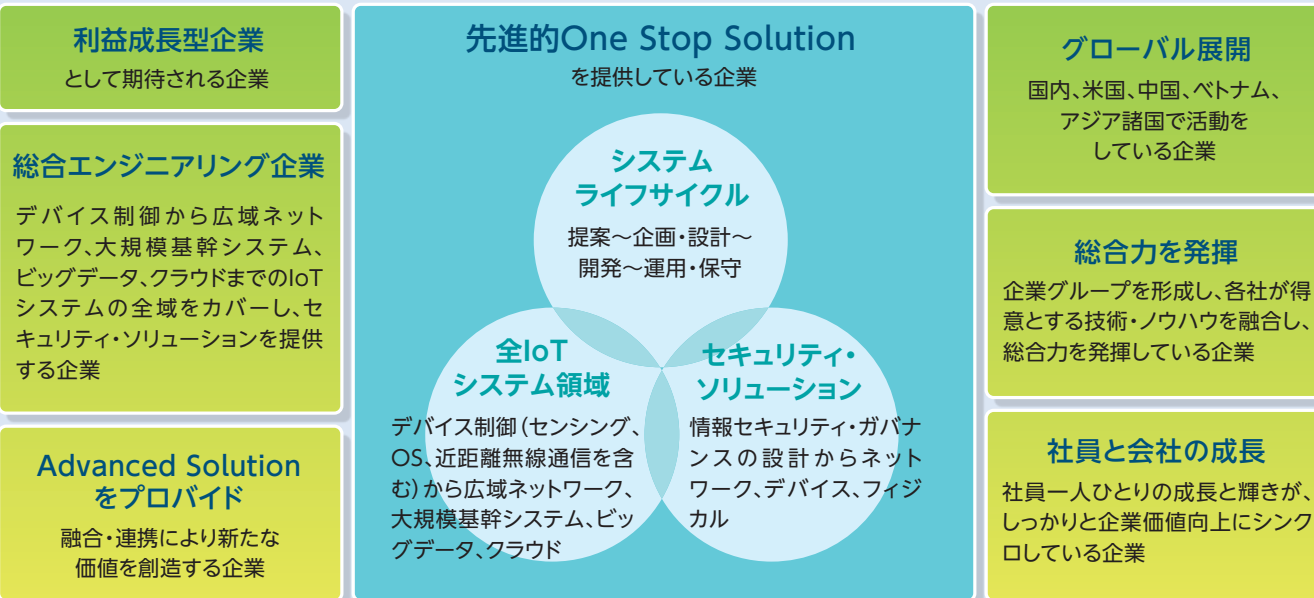 利益成長型企業
として期待される企業
総合エンジニアリング企業
デバイス制御から広域ネット
ワーク、大規模基幹システム、
ビッグデータ、クラウドまでのIoT
システムの全域をカバーし、セ
キュリティ・ソリューションを提供
する企業
Advanced Solution
をプロバイド
融合・連携により新たな
価値を創造する企業
先進的One Stop Solution
を提供している企業
システム
ライフサイクル
提案～企画・設計～
開発～運用・保守
全IoT
システム領域
デバイス制御（センシング、
OS、近距離無線通信を含
む）から広域ネットワーク、
大規模基幹システム、ビッ
グデータ、クラウド
セキュリティ・
ソリューション
情報セキュリティ・ガバナ
ンスの設計からネット
ワーク、デバイス、フィジ
カル
グローバル展開
国内、米国、中国、ベトナム、
アジア諸国で活動を
している企業
総合力を発揮
企業グループを形成し、各社が得
意とする技術・ノウハウを融合し、
総合力を発揮している企業
社員と会社の成長
社員一人ひとりの成長と輝きが、
しっかりと企業価値向上にシンク
ロしている企業